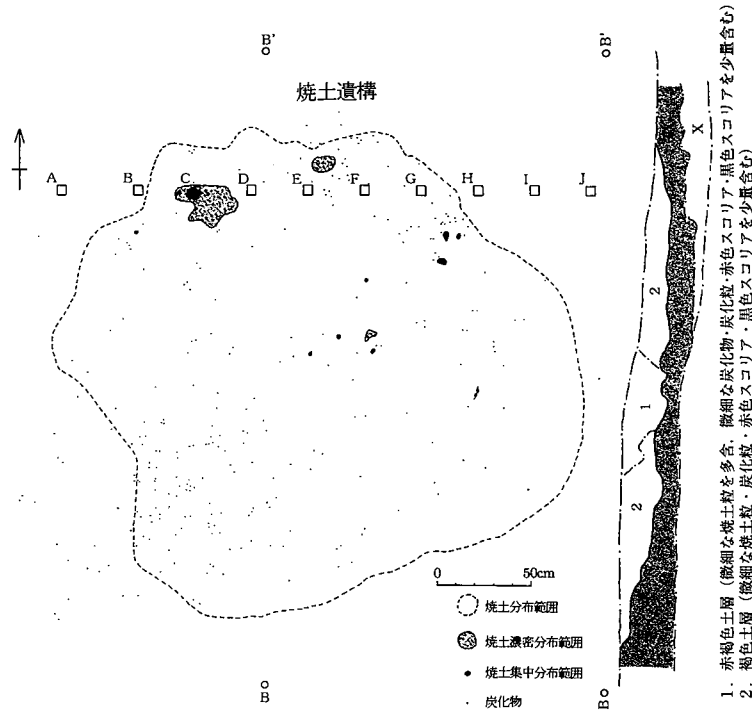 B'
B'
焼土遺構
A B C D E F G H I J
X
2
1
2
0 50cm
焼土分布範囲
焼土濃密分布範囲
焼土集中分布範囲
炭化物
B
B
1. 赤褐色土層(微細な焼土粒を多含,微細な炭化物・炭化粒・赤色スコリア・黒色スコリアを少量含む)
2. 褐色土層(微細な焼土粒・炭化粒・赤色スコリア・黒色スコリアを少量含む)